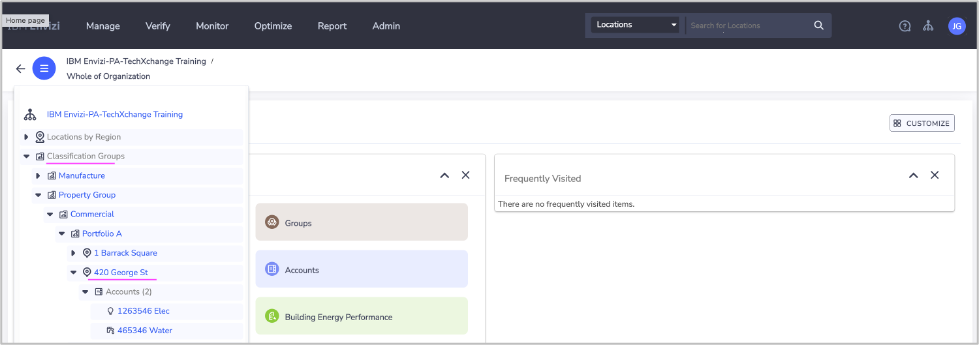 Home page
IBM Envizi
Manage
Verify
Monitor
Optimize
Report
Admin
Locations
Search for Locations
JG
IBM Envizi-PA-TechXchange Training /
Whole of Organization
IBM Envizi-PA-TechXchange Training
Locations by Region
Classification Groups
Manufacture
Property Group
Commercial
Portfolio A
1 Barrack Square
420 George St
Accounts (2)
1263546 Elec
465346 Water
CUSTOMIZE
Groups
Accounts
Building Energy Performance
Frequently Visited
There are no frequently visited items.